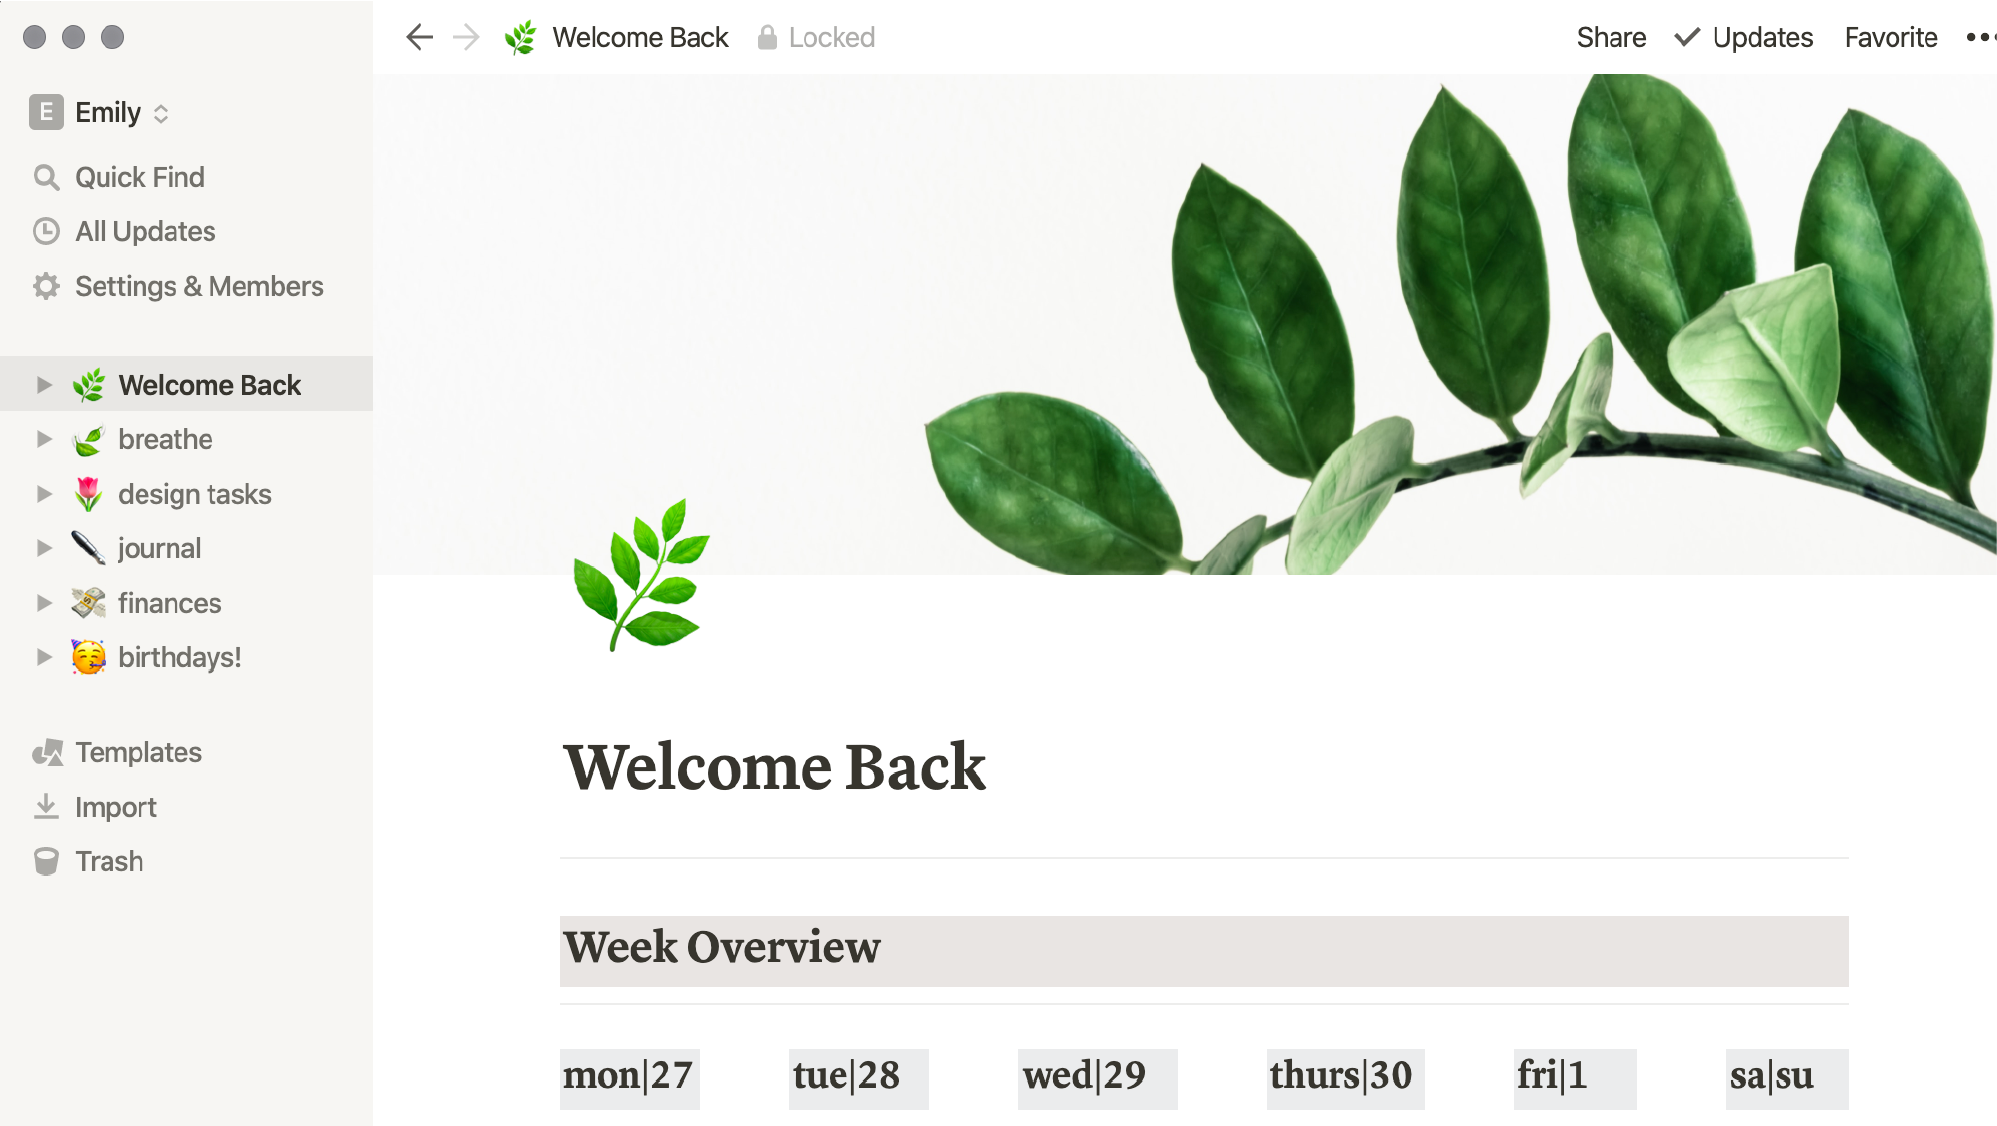 Welcome Back Locked Share Updates Favorite
E Emily
Quick Find
All Updates
Settings & Members
Welcome Back
breathe
design tasks
journal
finances
birthdays!
Templates
Import
Trash
Welcome Back
Week Overview
mon|27 tue|28 wed|29 thurs|30 fri|1 sa|su